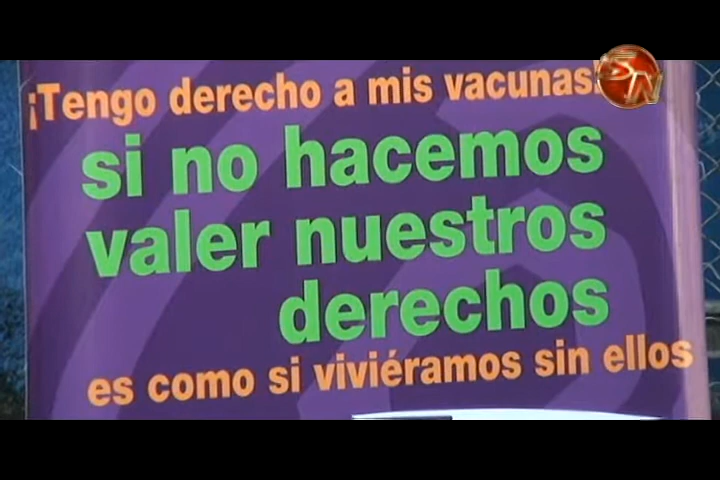 ¡Tengo derecho a mis vacunas!
si no hacemos
valer nuestros
derechos
es como si viviéramos sin ellos